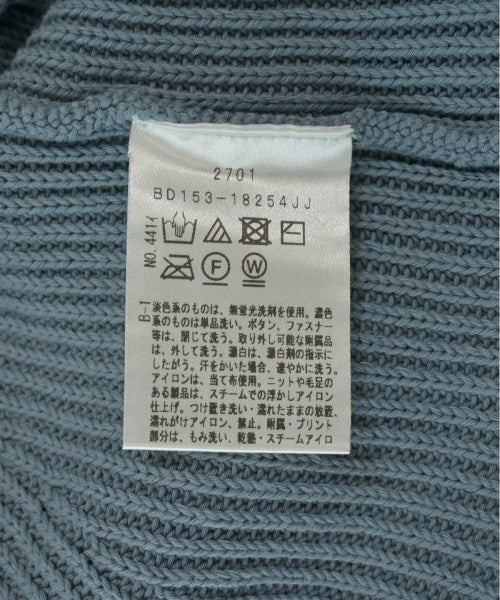 2701
BD153-18254JJ
NO.441イ
F W
B-1
淡色系のものは、無蛍光洗剤を使用。濃色
系のものは単品洗い。ボタン、ファスナー
等は、閉じて洗う。取り外し可能な附属品
は、外して洗う。漂白は、漂白剤の指示に
したがう。汗をかいた場合、速やかに洗う。
アイロンは、当て布使用。ニットや毛足の
ある製品は、スチームでの浮かしアイロン
仕上げ。つけ置き洗い・濡れたままの放置、
濡れがけアイロン、禁止。附属・プリント
部分は、もみ洗い、乾燥・スチームアイロ